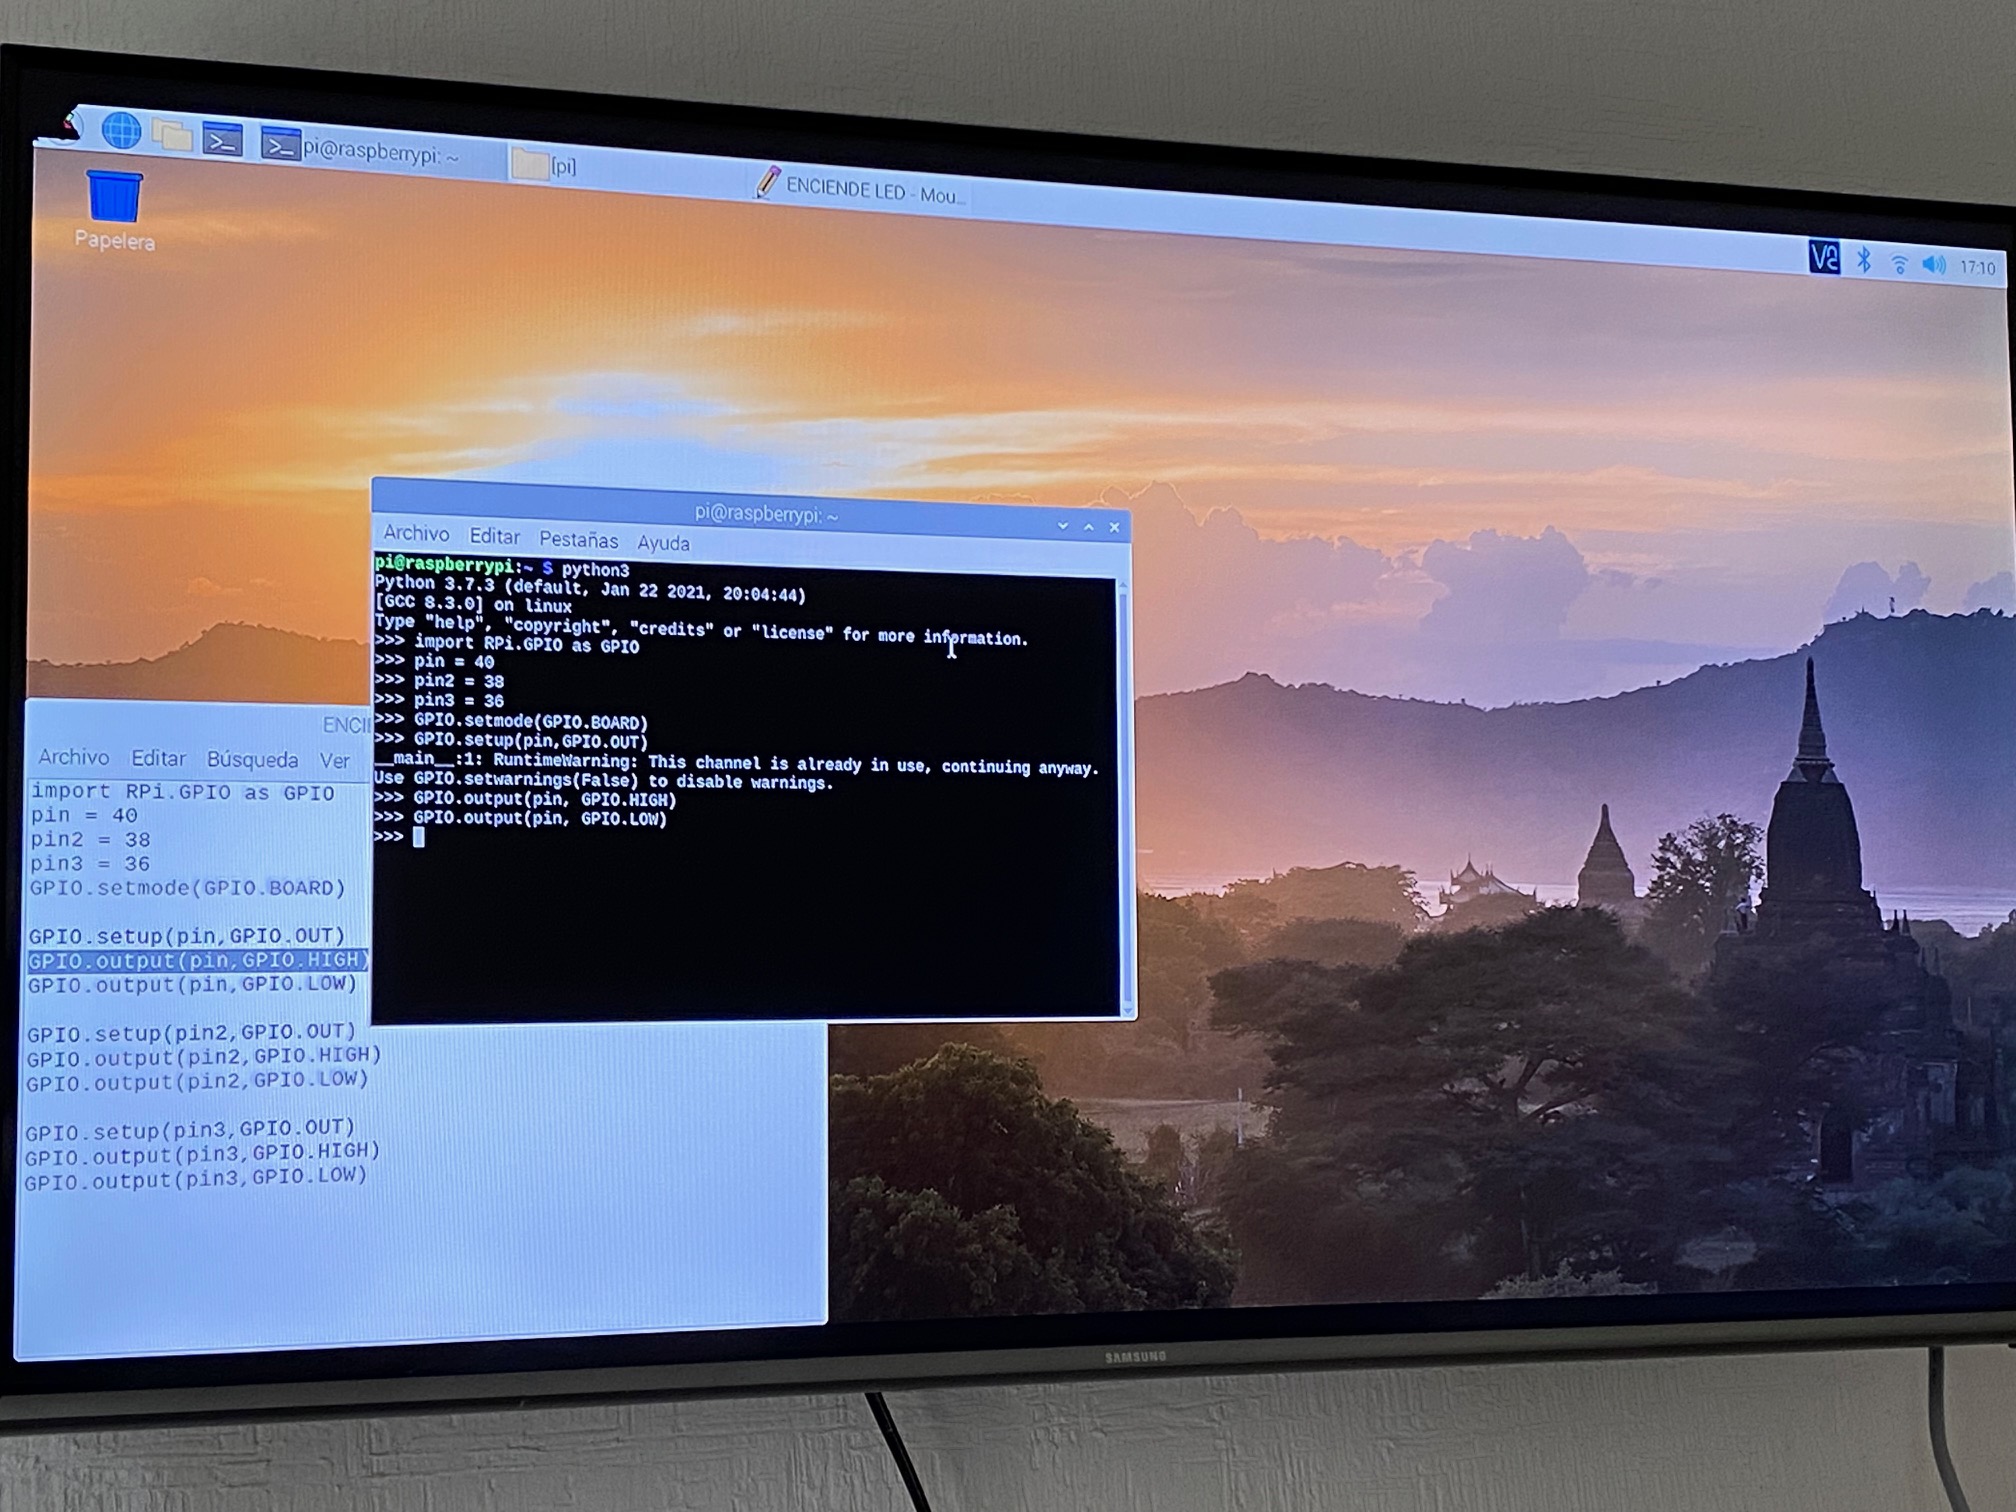 pi@raspberrypi: ~
[pi]
ENCIENDE LED - Mou...
V2
17:10
Papelera
pi@raspberrypi: ~
Archivo Editar Pestañas Ayuda
pi@raspberrypi:~ $ python3
Python 3.7.3 (default, Jan 22 2021, 20:04:44)
[GCC 8.3.0] on linux
Type "help", "copyright", "credits" or "license" for more information.
>>> import RPi.GPIO as GPIO
>>> pin = 40
>>> pin2 = 38
>>> pin3 = 36
>>> GPIO.setmode(GPIO.BOARD)
>>> GPIO.setup(pin,GPIO.OUT)
__main__:1: RuntimeWarning: This channel is already in use, continuing anyway.
Use GPIO.setwarnings(False) to disable warnings.
>>> GPIO.output(pin, GPIO.HIGH)
>>> GPIO.output(pin, GPIO.LOW)
>>>
ENCI
Archivo Editar Búsqueda Ver
import RPi.GPIO as GPIO
pin = 40
pin2 = 38
pin3 = 36
GPIO.setmode(GPIO.BOARD)
GPIO.setup(pin,GPIO.OUT)
GPIO.output(pin,GPIO.HIGH)
GPIO.output(pin,GPIO.LOW)
GPIO.setup(pin2,GPIO.OUT)
GPIO.output(pin2,GPIO.HIGH)
GPIO.output(pin2,GPIO.LOW)
GPIO.setup(pin3,GPIO.OUT)
GPIO.output(pin3,GPIO.HIGH)
GPIO.output(pin3,GPIO.LOW)
SAMSUNG